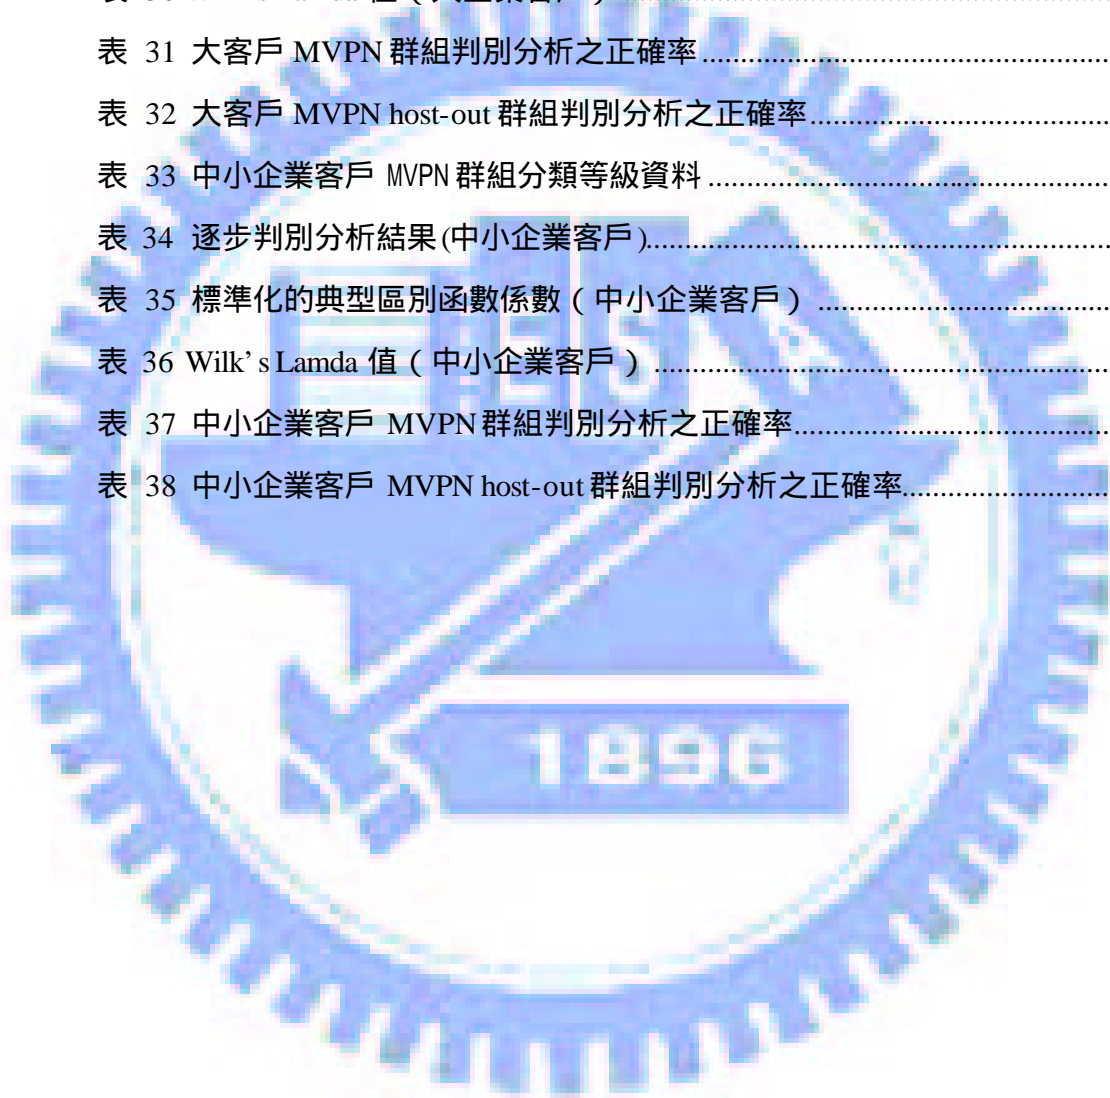 表 31 大客戶 MVPN 群組判別分析之正確率
表 32 大客戶 MVPN host-out 群組判別分析之正確率
表 33 中小企業客戶 MVPN 群組分類等級資料
表 34 逐步判別分析結果(中小企業客戶)
表 35 標準化的典型區別函數係數（中小企業客戶）
表 36 Wilk’s Lamda 值（中小企業客戶）
表 37 中小企業客戶 MVPN 群組判別分析之正確率
表 38 中小企業客戶 MVPN host-out 群組判別分析之正確率
ESA
1896